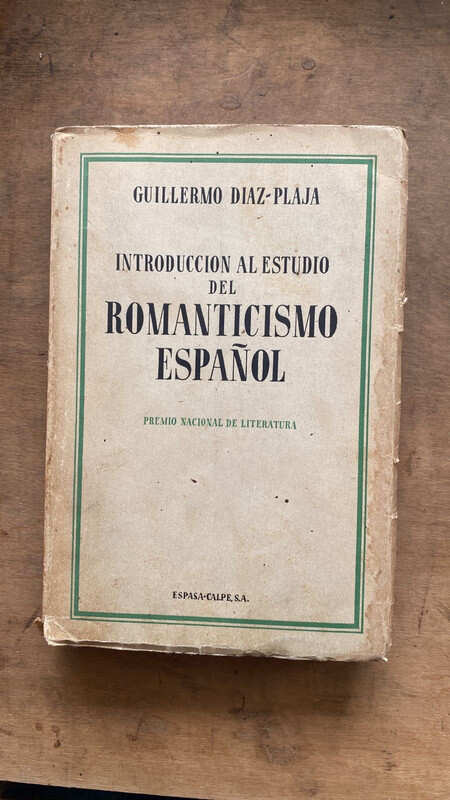 GUILLERMO DIAZ-PLAJA
INTRODUCCION AL ESTUDIO
DEL
ROMANTICISMO
ESPAÑOL
PREMIO NACIONAL DE LITERATURA
ESPASA-CALPE, S.A.